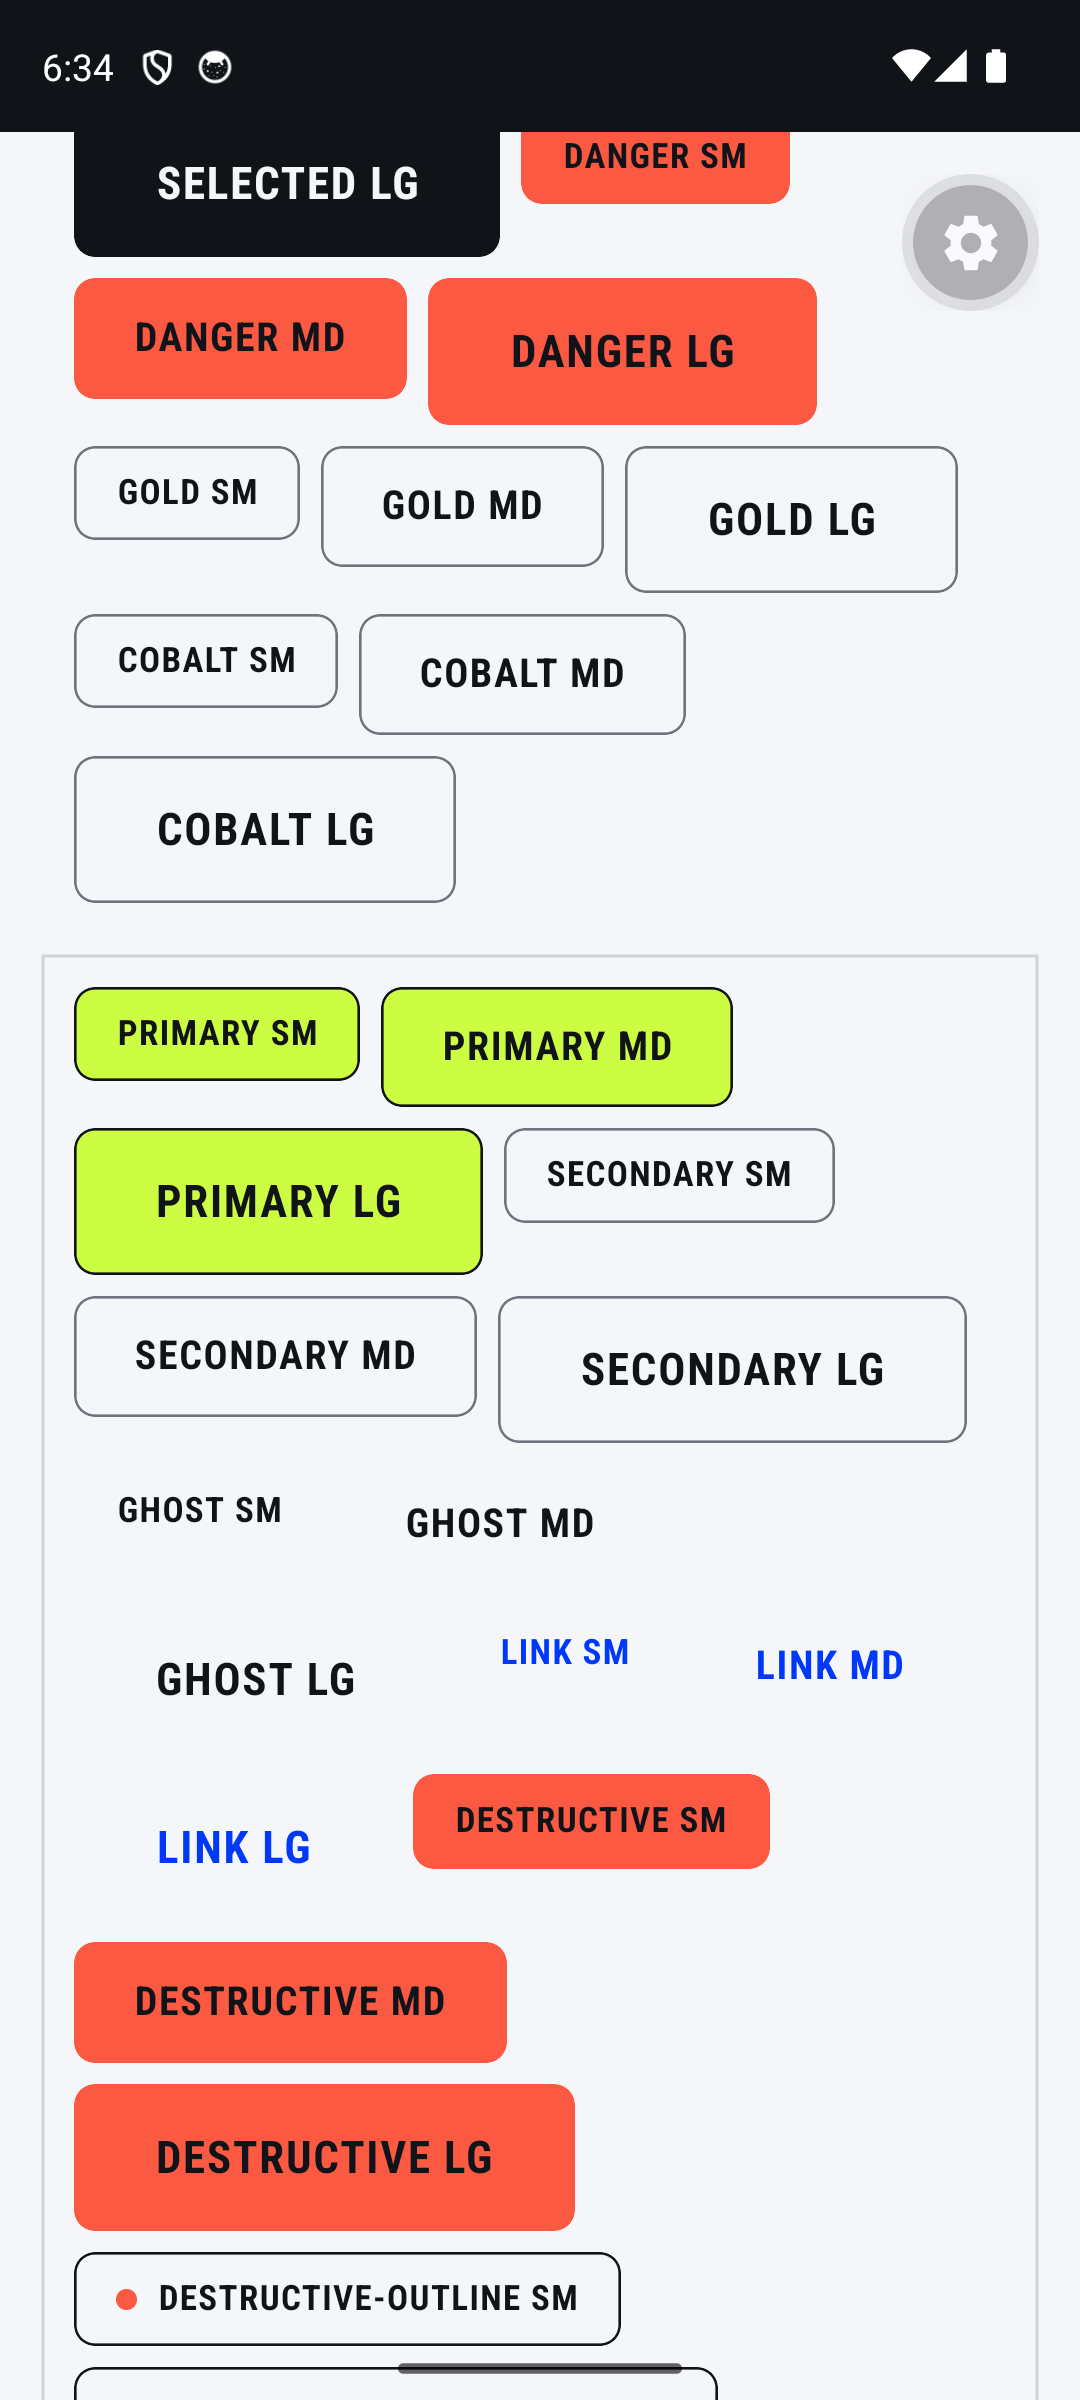 6:34
SELECTED LG
DANGER SM
DANGER MD
DANGER LG
GOLD SM
GOLD MD
GOLD LG
COBALT SM
COBALT MD
COBALT LG
PRIMARY SM
PRIMARY MD
PRIMARY LG
SECONDARY SM
SECONDARY MD
SECONDARY LG
GHOST SM
GHOST MD
GHOST LG
LINK SM
LINK MD
LINK LG
DESTRUCTIVE SM
DESTRUCTIVE MD
DESTRUCTIVE LG
DESTRUCTIVE-OUTLINE SM